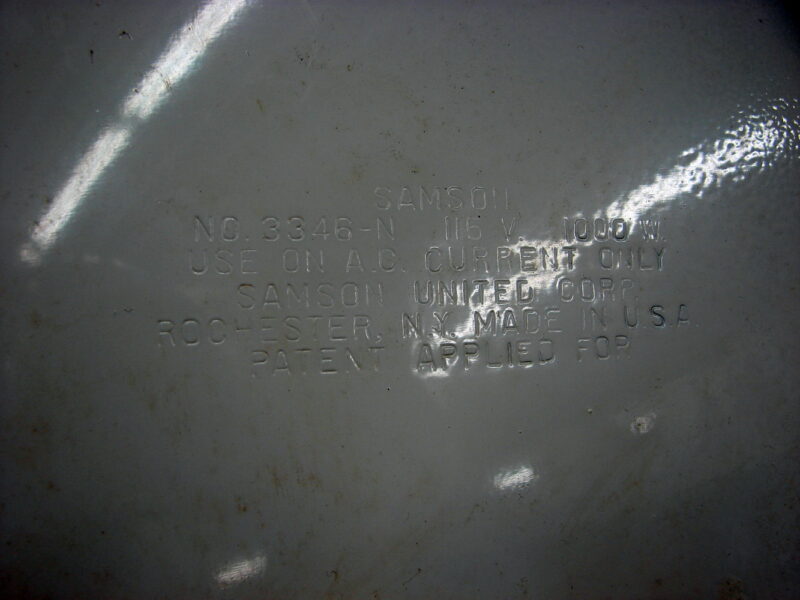 SAMSON
NO. 3346-N 115 V. 1000 W.
USE ON A.C. CURRENT ONLY
SAMSON UNITED CORP.
ROCHESTER, N.Y. MADE IN U.S.A.
PATENT APPLIED FOR